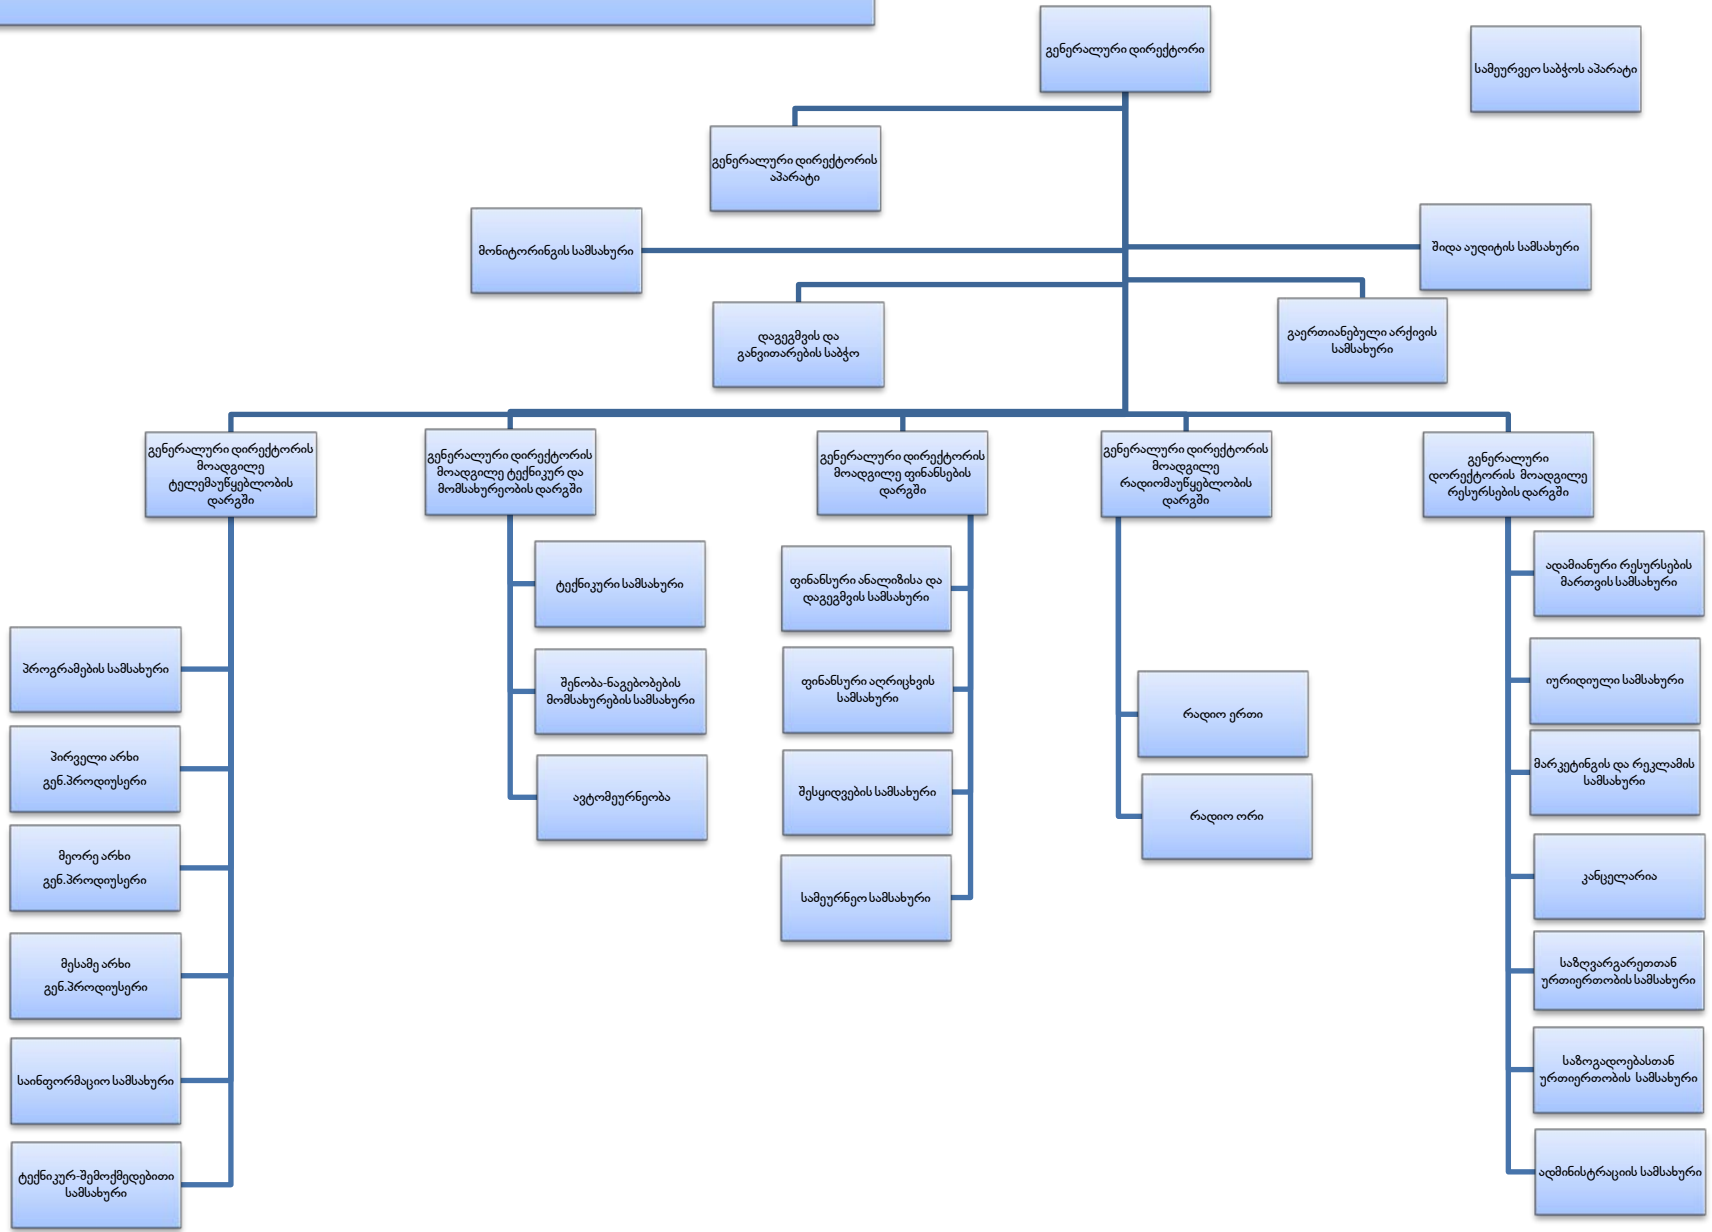 გენერალური დირექტორი
სამეურვეო საბჭოს აპარატი
გენერალური დირექტორის
აპარატი
მონიტორინგის სამსახური
შიდა აუდიტის სამსახური
დაგეგმვის და
განვითარების საბჭო
გაერთიანებული არქივის
სამსახური
გენერალური დირექტორის
მოადგილე
ტელემაუწყებლობის
დარგში
გენერალური დირექტორის
მოადგილე ტექნიკურ და
მომსახურეობის დარგში
გენერალური დირექტორის
მოადგილე ფინანსების
დარგში
გენერალური დირექტორის
მოადგილე
რადიომაუწყებლობის
დარგში
გენერალური
დორექტორის მოადგილე
რესურსების დარგში
პროგრამების სამსახური
პირველი არხი
გენ.პროდიუსერი
მეორე არხი
გენ.პროდიუსერი
მესამე არხი
გენ.პროდიუსერი
საინფორმაციო სამსახური
ტექნიკურ-შემოქმედებითი
სამსახური
ტექნიკური სამსახური
შენობა-ნაგებობების
მომსახურების სამსახური
ავტომეურნეობა
ფინანსური ანალიზისა და
დაგეგმვის სამსახური
ფინანსური აღრიცხვის
სამსახური
შესყიდვების სამსახური
სამეურნეო სამსახური
რადიო ერთი
რადიო ორი
ადამიანური რესურსების
მართვის სამსახური
იურიდიული სამსახური
მარკეტინგის და რეკლამის
სამსახური
კანცელარია
საზღვარგარეთთან
ურთიერთობის სამსახური
საზოგადოებასთან
ურთიერთობის სამსახური
ადმინისტრაციის სამსახური